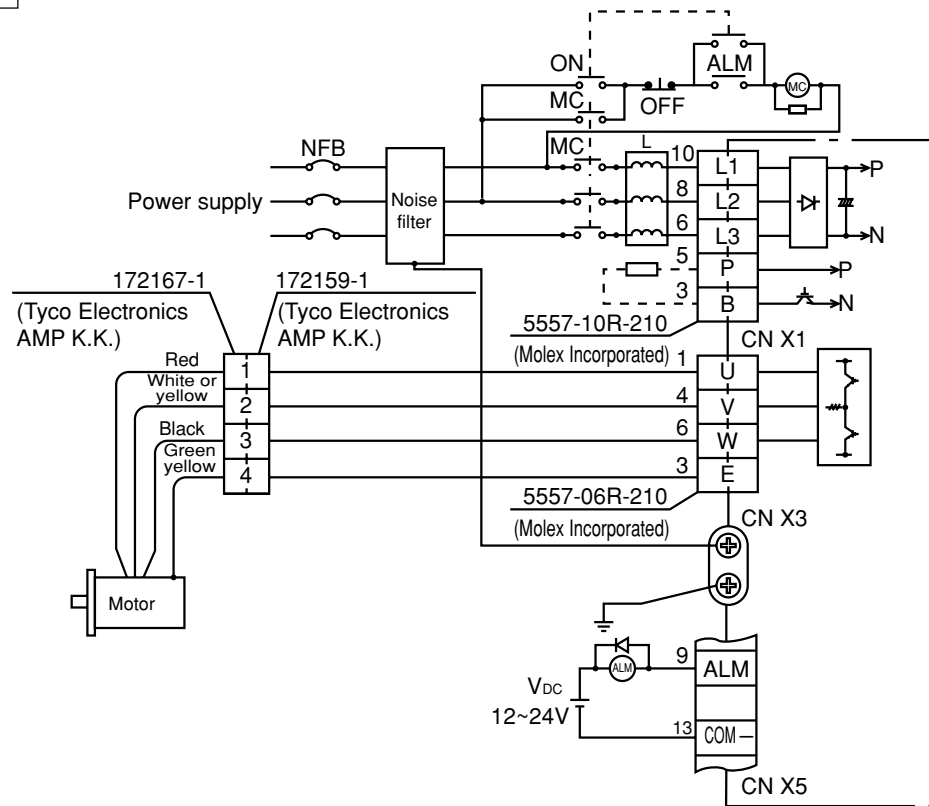 ON
ALM
MC
MC
OFF
NFB
MC
L
10
L1
P
Power supply
Noise
filter
8
L2
6
L3
N
5
P
P
3
B
N
172167-1
172159-1
(Tyco Electronics
AMP K.K.)
(Tyco Electronics
AMP K.K.)
5557-10R-210
(Molex Incorporated)
CN X1
Red
1
1
U
White or
yellow
2
4
V
Black
3
6
W
Green
yellow
4
3
E
5557-06R-210
(Molex Incorporated)
CN X3
Motor
ALM
9
ALM
VDC
12~24V
13
COM –
CN X5